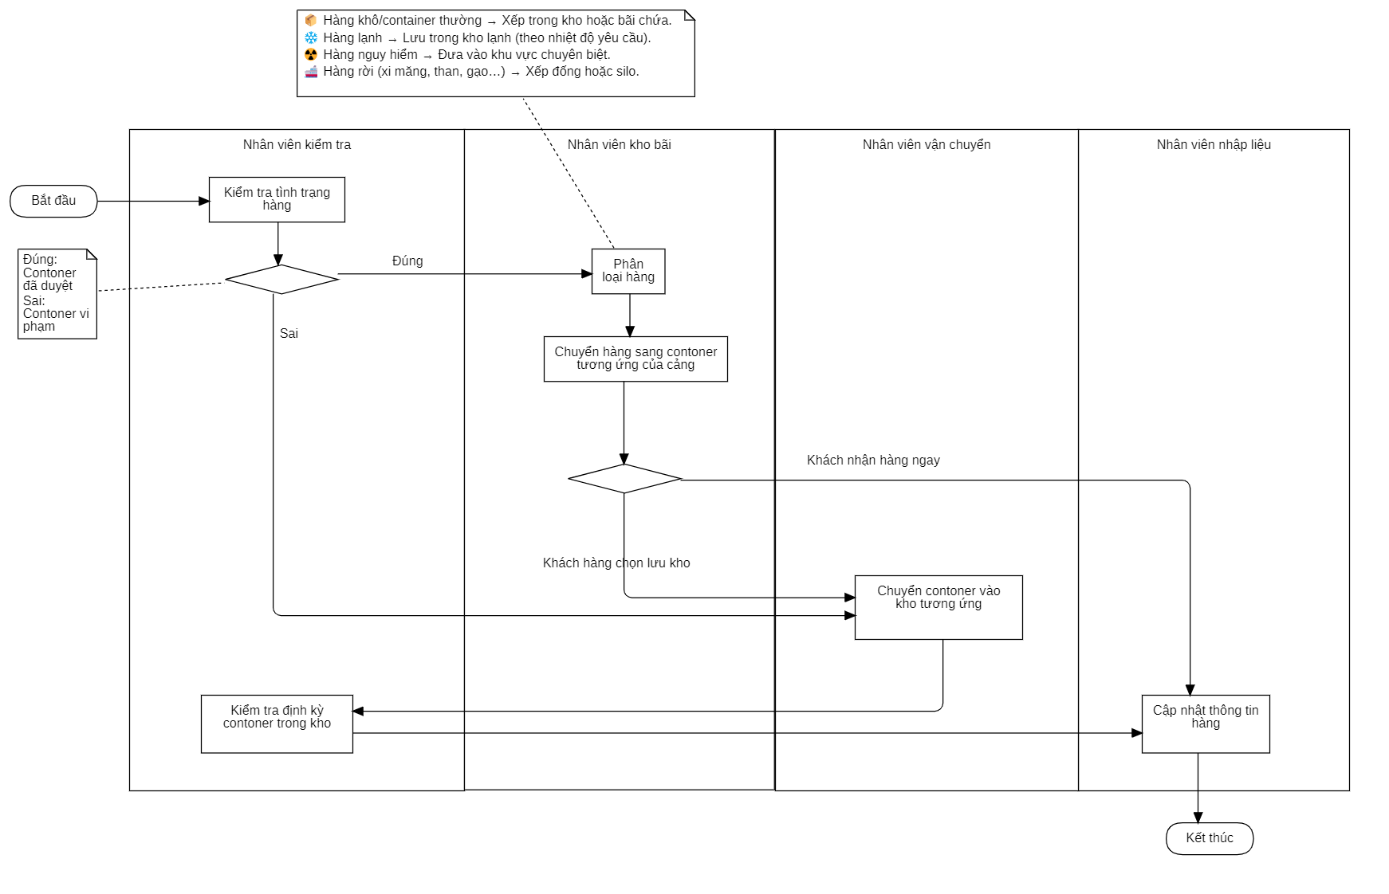 📦 Hàng khô/container thường → Xếp trong kho hoặc bãi chứa.
❄️ Hàng lạnh → Lưu trong kho lạnh (theo nhiệt độ yêu cầu).
☢️ Hàng nguy hiểm → Đưa vào khu vực chuyên biệt.
Hàng rời (xi măng, than, gạo...) → Xếp đống hoặc silo.
Nhân viên kiểm tra
Nhân viên kho bãi
Nhân viên vận chuyển
Nhân viên nhập liệu
Bắt đầu
Kiểm tra tình trạng
hàng
Đúng:
Contoner
đã duyệt
Sai:
Contoner vi
phạm
Đúng
Phân
loại hàng
Sai
Chuyển hàng sang contoner
tương ứng của cảng
Khách nhận hàng ngay
Khách hàng chọn lưu kho
Chuyển contoner vào
kho tương ứng
Kiểm tra định kỳ
contoner trong kho
Cập nhật thông tin
hàng
Kết thúc